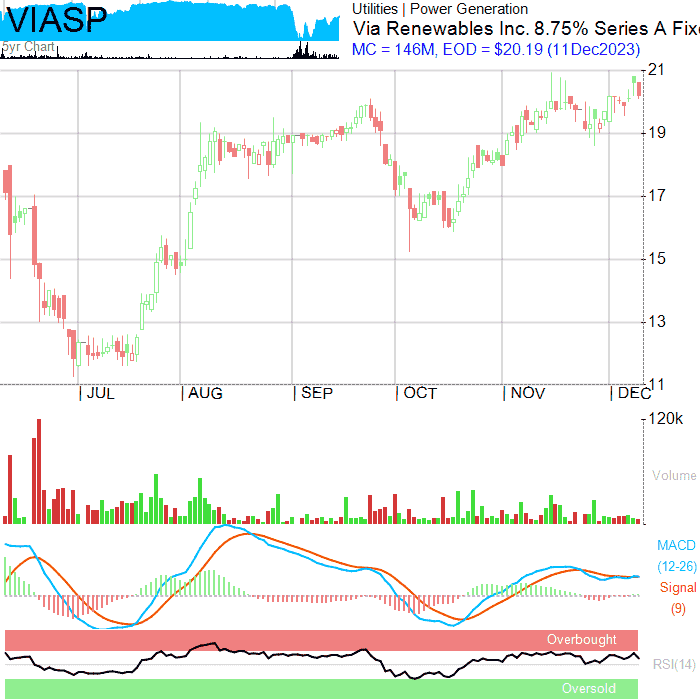 VIASP
5yr Chart
Utilities | Power Generation
Via Renewables Inc. 8.75% Series A Fixe
MC = 146M, EOD = $20.19 (11Dec2023)
21
19
17
15
13
11
JUL AUG SEP OCT NOV DEC
120k
Volume
MACD
(12-26)
Signal
(9)
Overbought
RSI(14)
Oversold